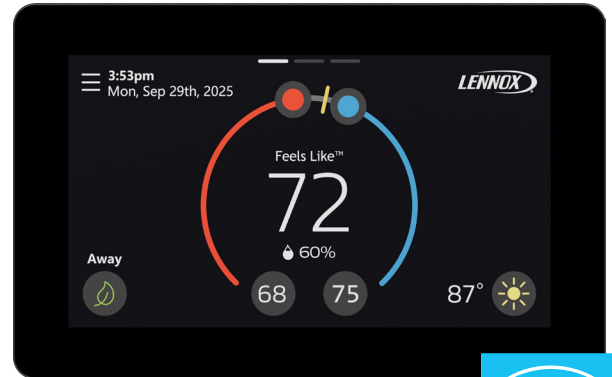 3:53pm
Mon, Sep 29th, 2025
LENNOX
Feels Like™
72
60%
Away
68
75
87°